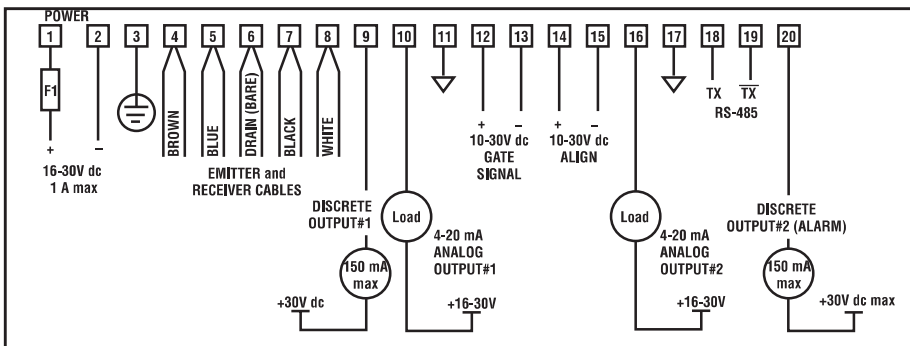 POWER
1 2 3 4 5 6 7 8 9 10 11 12 13 14 15 16 17 18 19 20
F1
+ −
16-30V dc
1 A max
BROWN
BLUE
DRAIN (BARE)
BLACK
WHITE
EMITTER and
RECEIVER CABLES
DISCRETE
OUTPUT#1
150 mA
max
+30V dc
Load
4-20 mA
ANALOG
OUTPUT#1
+16-30V
+ −
10-30V dc
GATE
SIGNAL
+ −
10-30V dc
ALIGN
Load
4-20 mA
ANALOG
OUTPUT#2
+16-30V
TX T̅X̅
RS-485
DISCRETE
OUTPUT#2 (ALARM)
150 mA
max
+30V dc max